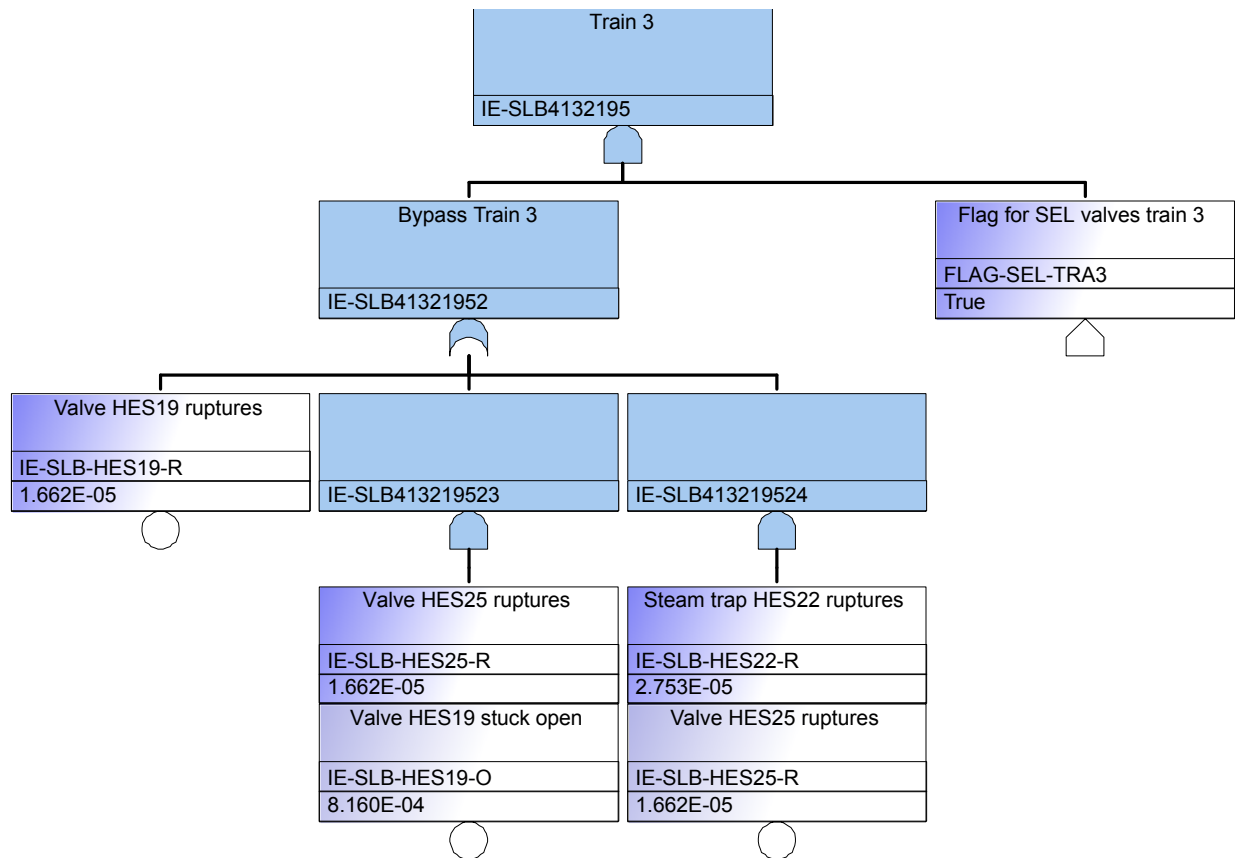 Train 3
IE-SLB4132195
Bypass Train 3
IE-SLB41321952
Flag for SEL valves train 3
FLAG-SEL-TRA3
True
Valve HES19 ruptures
IE-SLB-HES19-R
1.662E-05
IE-SLB413219523
IE-SLB413219524
Valve HES25 ruptures
IE-SLB-HES25-R
1.662E-05
Valve HES19 stuck open
IE-SLB-HES19-O
8.160E-04
Steam trap HES22 ruptures
IE-SLB-HES22-R
2.753E-05
Valve HES25 ruptures
IE-SLB-HES25-R
1.662E-05